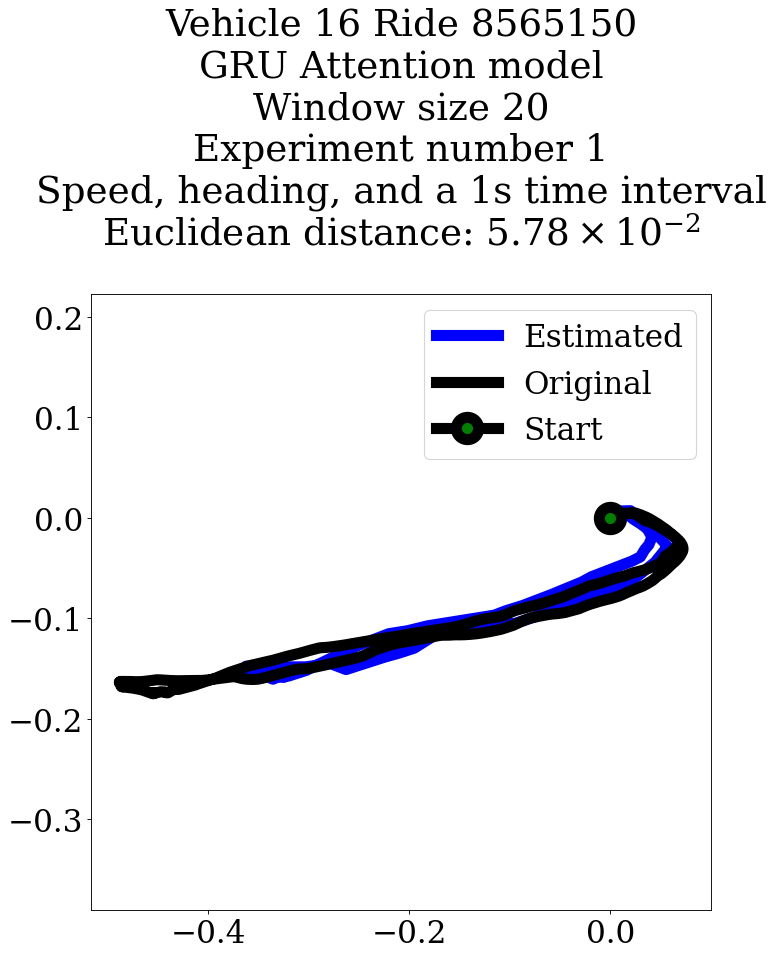 Vehicle 16 Ride 8565150
GRU Attention model
Window size 20
Experiment number 1
Speed, heading, and a 1s time interval
Euclidean distance: 5.78 × 10⁻²
Estimated
Original
Start
0.2
0.1
0.0
−0.1
−0.2
−0.3
−0.4
−0.2
0.0